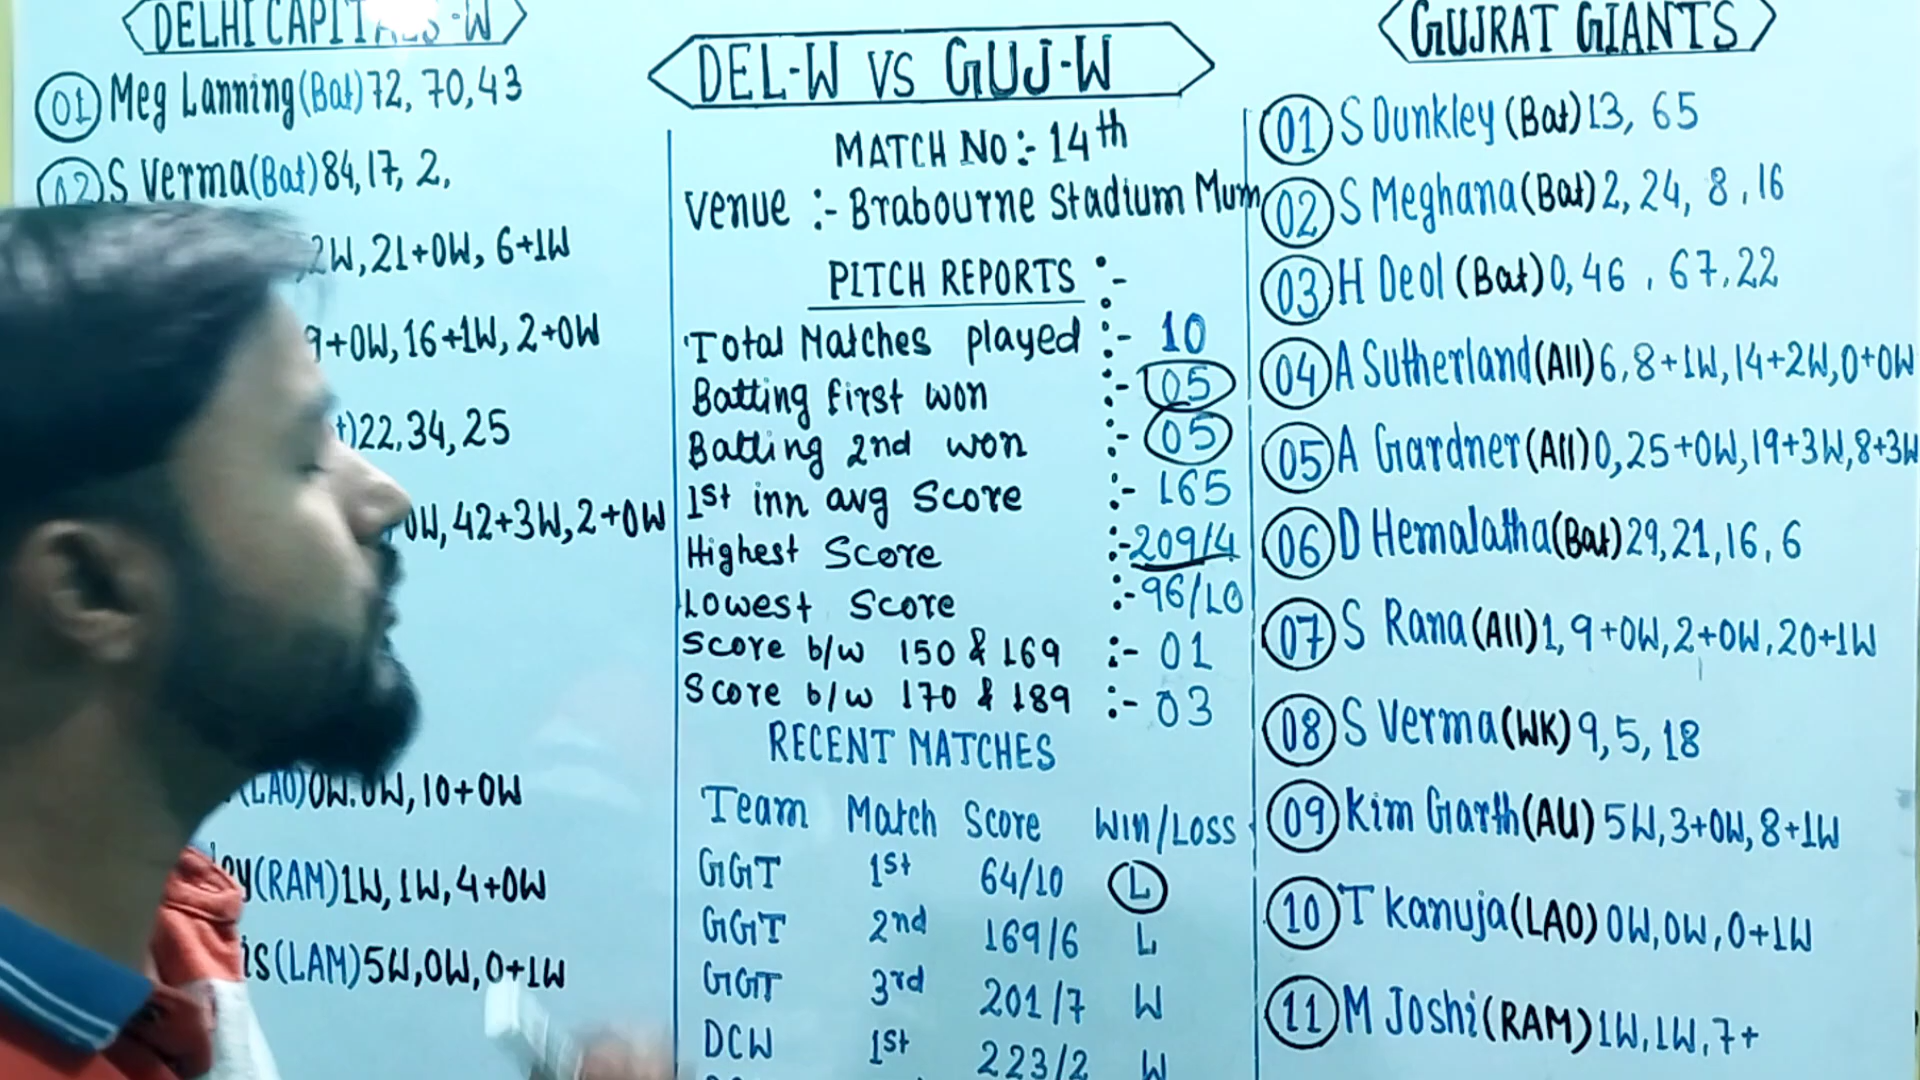 DELHI CAPITALS-W
01 Meg Lanning(Bat)72, 70,43
02 S Verma(Bat)84,17, 2,
2W,21+0W, 6+1W
9+0W,16+1W, 2+0W
t)22,34,25
0W,42+3W,2+0W
(LAO)0W.0W,10+0W
ey(RAM)1W,1W,4+0W
is(LAM)5W,0W,0+1W
DEL-W VS GUJ-W
MATCH No:- 14th
Venue :- Brabourne Stadium Mum
PITCH REPORTS :-
Total Matches played :- 10
Batting first won :- 05
Batting 2nd won :- 05
1st inn avg Score :- 165
Highest Score :-209/4
Lowest Score :-96/10
Score b/w 150 & 169 :- 01
Score b/w 170 & 189 :- 03
RECENT MATCHES
Team Match Score Win/Loss
GGT 1st 64/10 L
GGT 2nd 169/6 L
GGT 3rd 201/7 W
DCW 1st 223/2 W
GUJRAT GIANTS
01 S Dunkley (Bat)13, 65
02 S Meghana(Bat)2, 24, 8, 16
03 H Deol (Bat)0,46, 67,22
04 A Sutherland(All)6,8+1W,14+2W,0+0W
05 A Gardner(All)0,25+0W,19+3W,8+3W
06 D Hemalatha(Bat)29,21,16,6
07 S Rana(All)1,9+0W,2+0W,20+1W
08 S Verma(WK)9,5,18
09 Kim Garth(AU)5W,3+0W,8+1W
10 T Kanuja(LAO)0W,0W,0+1W
11 M Joshi(RAM)1W,1W,7+